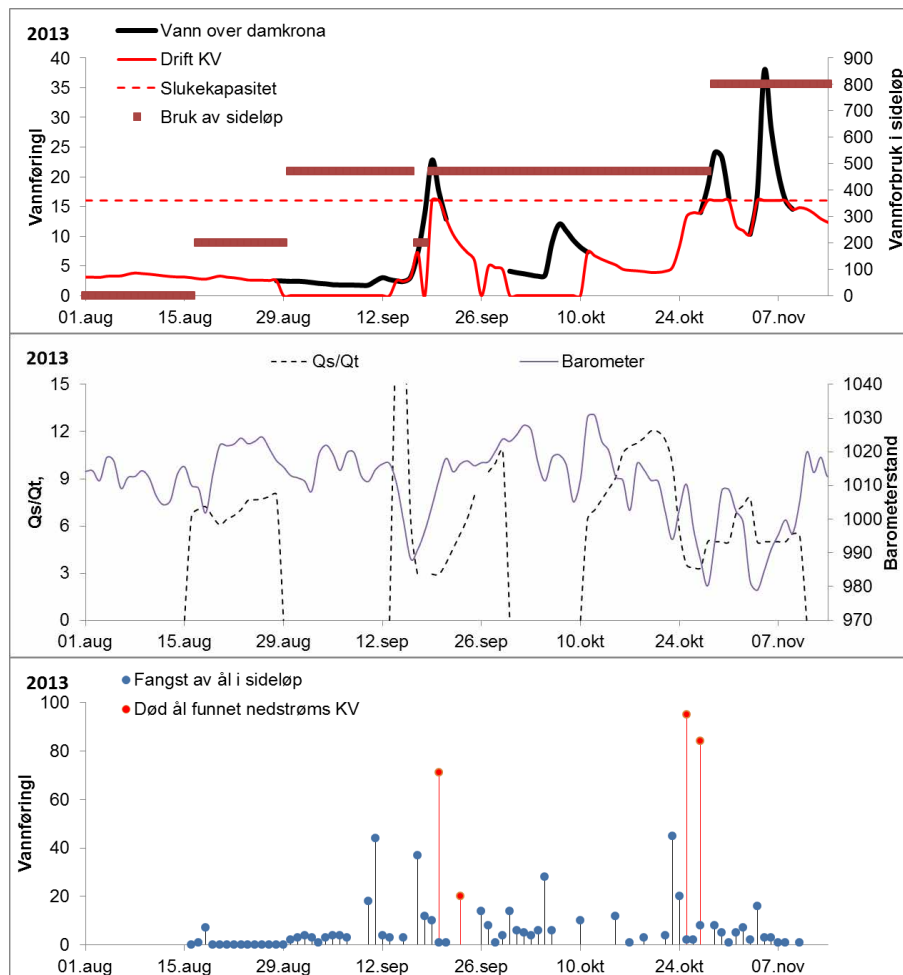 2013
Vann over damkrona
Drift KV
Slukekapasitet
Bruk av sideløp
40
35
30
25
20
15
10
5
0
Vannføringl
900
800
700
600
500
400
300
200
100
0
Vannforbruk i sideløp
01.aug 15.aug 29.aug 12.sep 26.sep 10.okt 24.okt 07.nov
2013
Qs/Qt
Barometer
15
12
9
6
3
0
Qs/Qt,
1040
1030
1020
1010
1000
990
980
970
Barometerstand
01.aug 15.aug 29.aug 12.sep 26.sep 10.okt 24.okt 07.nov
2013
Fangst av ål i sideløp
Død ål funnet nedstrøms KV
100
80
60
40
20
0
Vannføringl
01.aug 15.aug 29.aug 12.sep 26.sep 10.okt 24.okt 07.nov